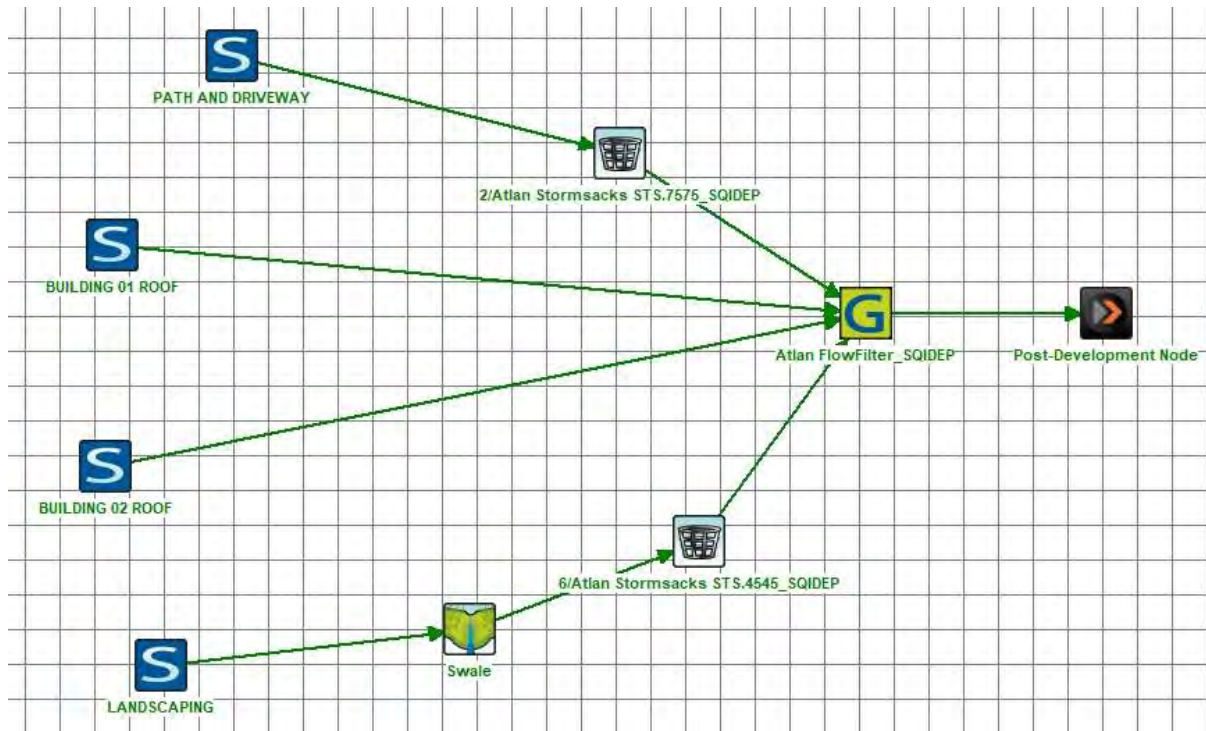 S
PATH AND DRIVEWAY
2/Atlan Stormsacks STS.7575_SQIDEP
S
BUILDING 01 ROOF
G
Atlan FlowFilter_SQIDEP
Post-Development Node
S
BUILDING 02 ROOF
6/Atlan Stormsacks STS.4545_SQIDEP
Swale
S
LANDSCAPING